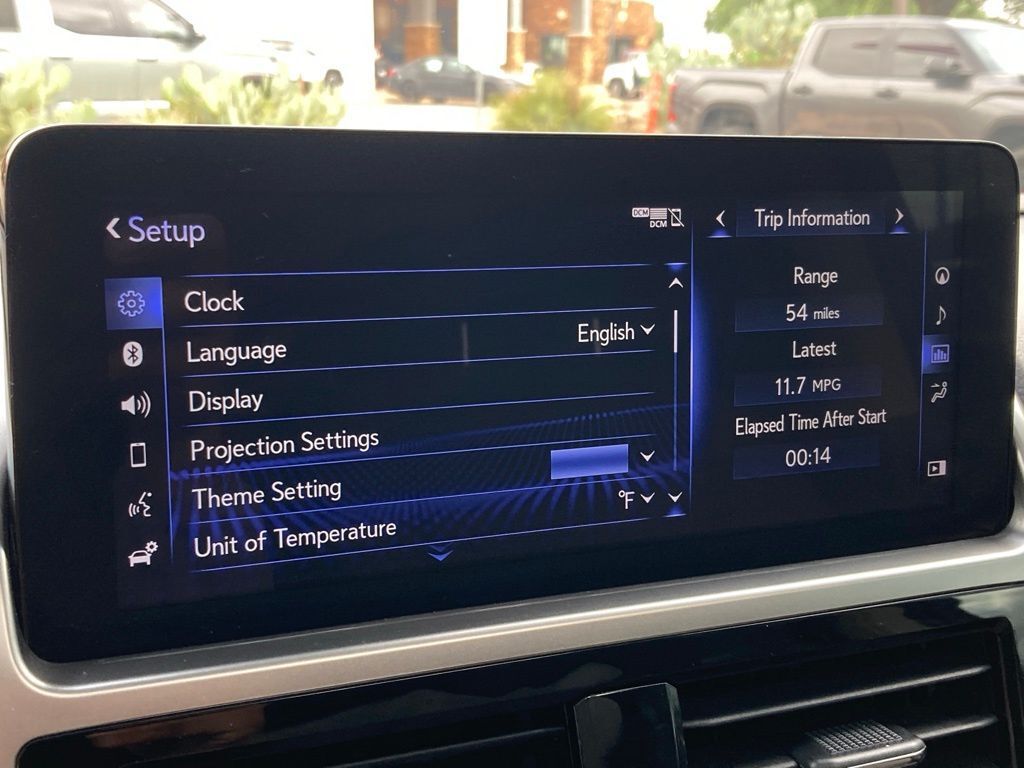 Setup
DCM
DCM
Clock
Language
English
Display
Projection Settings
Theme Setting
Unit of Temperature
°F
Trip Information
Range
54 miles
Latest
11.7 MPG
Elapsed Time After Start
00:14